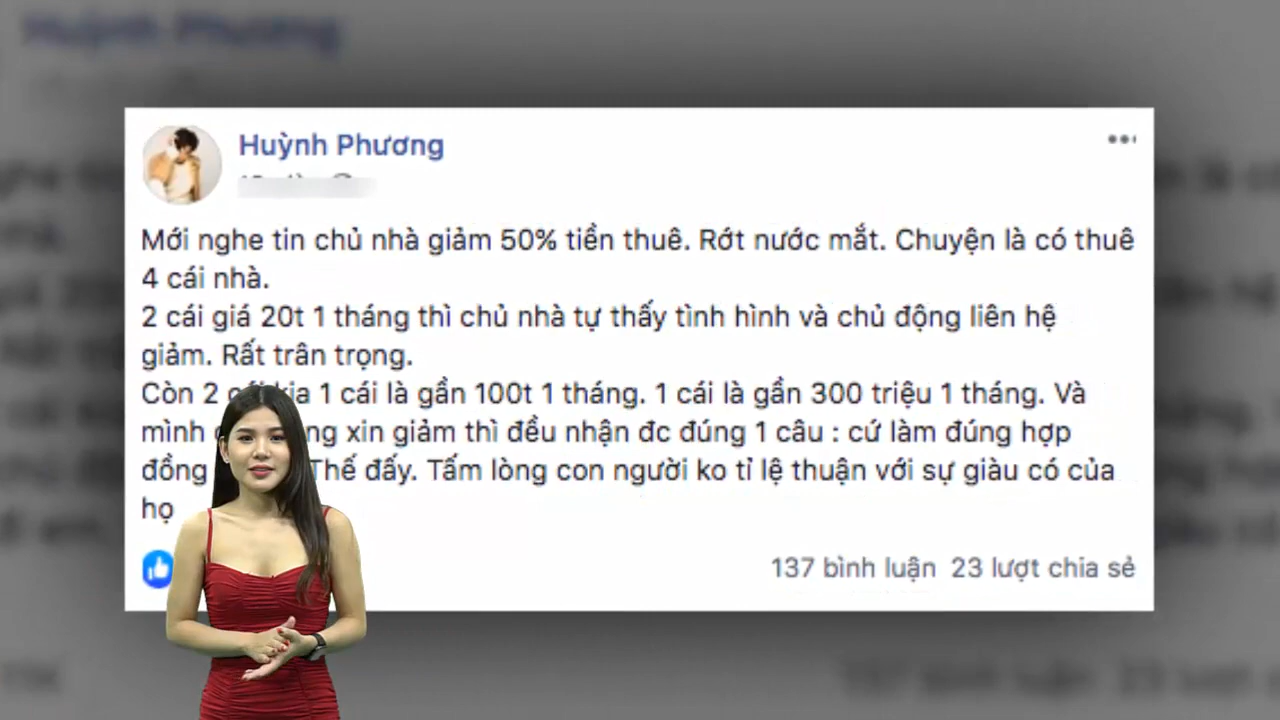 Huỳnh Phương
Mới nghe tin chủ nhà giảm 50% tiền thuê. Rớt nước mắt. Chuyện là có thuê
4 cái nhà.
2 cái giá 20t 1 tháng thì chủ nhà tự thấy tình hình và chủ động liên hệ
giảm. Rất trân trọng.
Còn 2 1 cái là gần 100t 1 tháng. 1 cái là gần 300 triệu 1 tháng. Và
mình xin giảm thì đều nhận đc đúng 1 câu : cứ làm đúng hợp
đồng Thế đấy. Tấm lòng con người ko tỉ lệ thuận với sự giàu có của
họ
137 bình luận 23 lượt chia sẻ